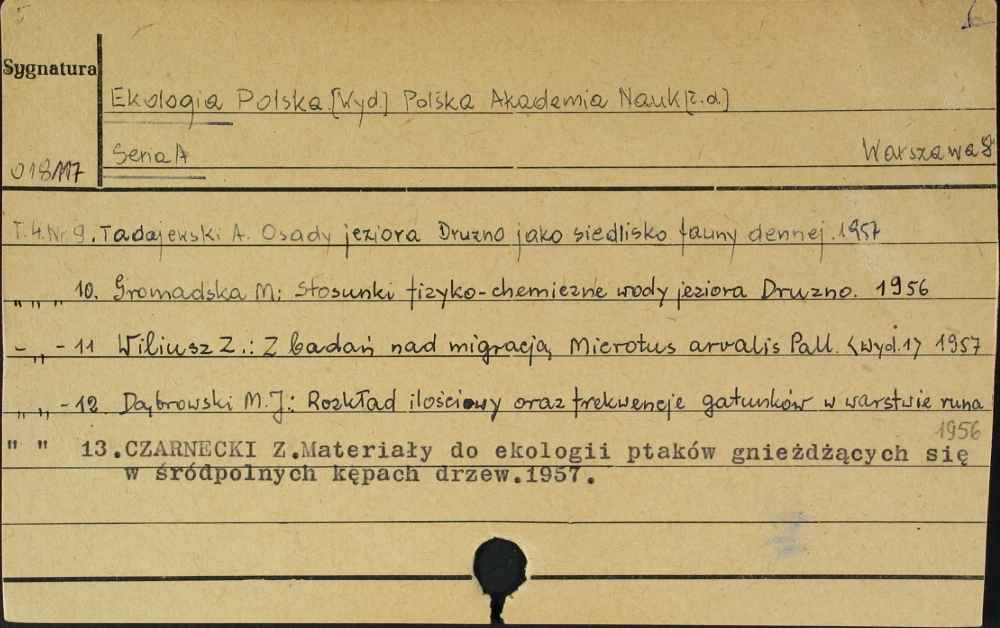 Sygnatura
Ekologia Polska. [Wyd.] Polska Akademia Nauk [z.d.]
018117 Seria A Warszawa 8
T.4. Nr 9. Tadajewski A. Osady jeziora Druzno jako siedlisko fauny dennej. 1957
" " " 10. Gromadska M: Stosunki fizyko-chemiczne wody jeziora Druzno. 1956
- " - 11 Wiliusz Z.: Z badań nad migracją Microtus arvalis Pall. <wyd.1> 1957
" " - 12 Dąbrowski M.J: Rozkład ilościowy oraz frekwencje gatunków w warstwie runa
1956
" " 13.CZARNECKI Z.Materiały do ekologii ptaków gnieżdżących się
w śródpolnych kępach drzew.1957.